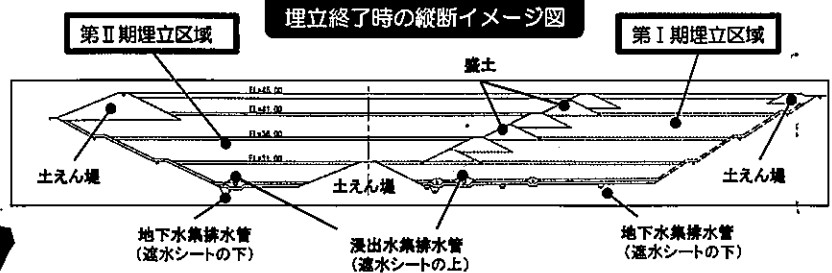 埋立終了時の縦断イメージ図
第Ⅱ期埋立区域
第Ⅰ期埋立区域
盛土
土えん堤
土えん堤
土えん堤
地下水集排水管
(遮水シートの下)
浸出水集排水管
(遮水シートの上)
地下水集排水管
(遮水シートの下)